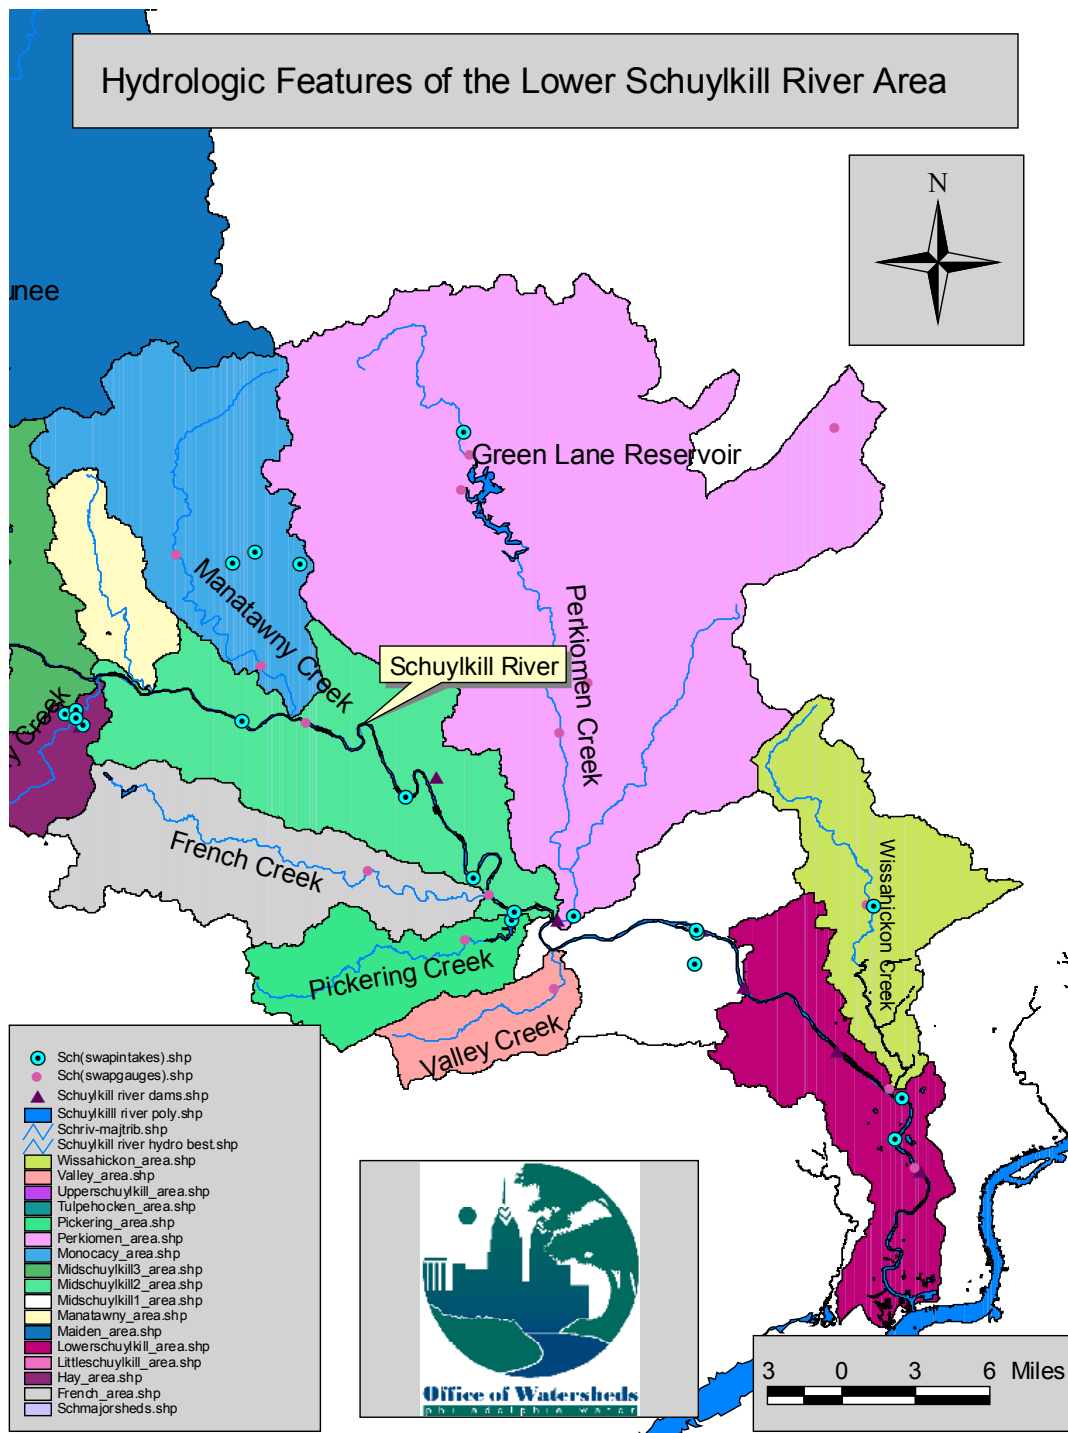 Hydrologic Features of the Lower Schuylkill River Area
N
unee
Green Lane Reservoir
Manatawny Creek
Perkiomen Creek
Schuylkill River
y Creek
French Creek
Wissahickon Creek
Pickering Creek
Valley Creek
Sch(swapintakes).shp
Sch(swapgauges).shp
Schuylkill river dams.shp
Schuylkilll river poly.shp
Schriv-majtrib.shp
Schuylkill river hydro best.shp
Wissahickon_area.shp
Valley_area.shp
Upperschuylkill_area.shp
Tulpehocken_area.shp
Pickering_area.shp
Perkiomen_area.shp
Monocacy_area.shp
Midschuylkill3_area.shp
Midschuylkill2_area.shp
Midschuylkill1_area.shp
Manatawny_area.shp
Maiden_area.shp
Lowerschuylkill_area.shp
Littleschuylkill_area.shp
Hay_area.shp
French_area.shp
Schmajorsheds.shp
Office of Watersheds
philadelphia water
3 0 3 6 Miles